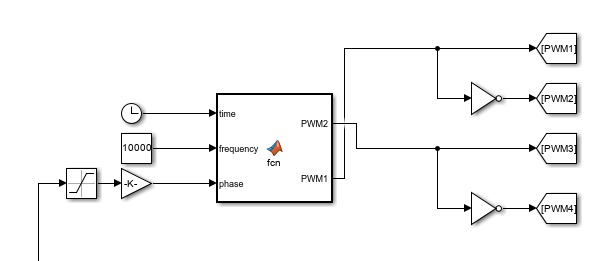 [PWM1]
[PWM2]
time
PWM2
10000
frequency
fcn
[PWM3]
-K-
phase
PWM1
[PWM4]